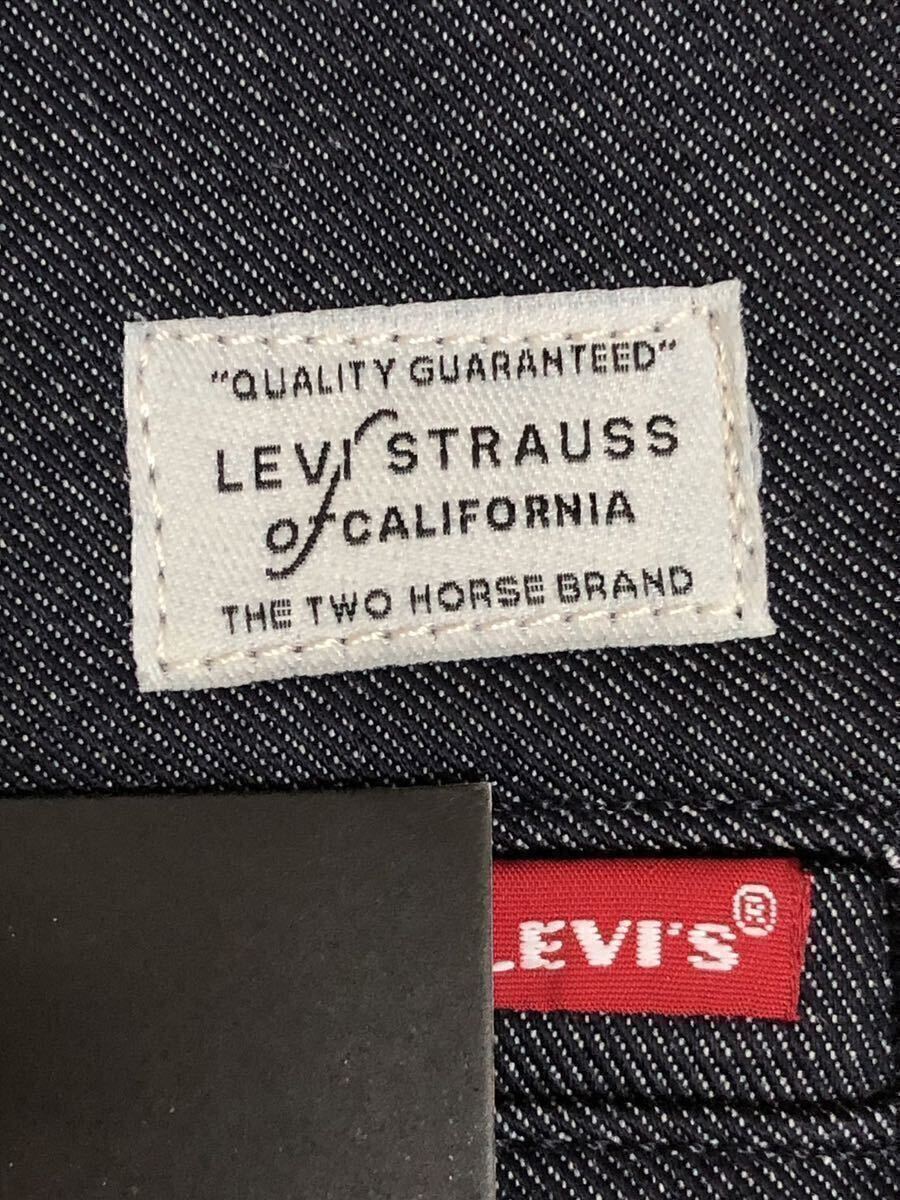 "QUALITY GUARANTEED"
LEVI STRAUSS
of CALIFORNIA
THE TWO HORSE BRAND
LEVI'S®